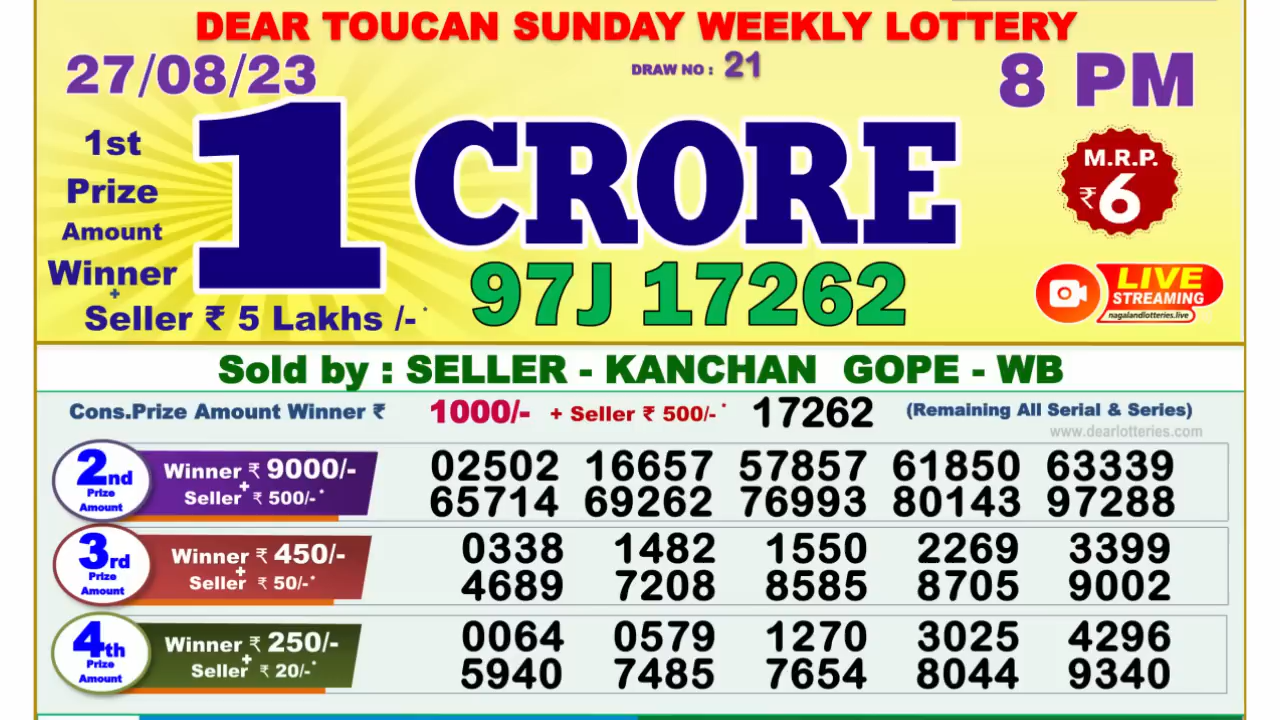 DEAR TOUCAN SUNDAY WEEKLY LOTTERY
27/08/23
DRAW NO : 21
8 PM
1st
Prize
Amount
Winner
+
Seller ₹ 5 Lakhs /-*
1 CRORE
97J 17262
M.R.P.
₹6
LIVE
STREAMING
nagalandlotteries.live
Sold by : SELLER - KANCHAN GOPE - WB
Cons.Prize Amount Winner ₹ 1000/- + Seller ₹ 500/-* 17262 (Remaining All Serial & Series)
www.dearlotteries.com
2nd
Prize
Amount
Winner ₹ 9000/-
+
Seller ₹ 500/-*
02502 16657 57857 61850 63339
65714 69262 76993 80143 97288
3rd
Prize
Amount
Winner ₹ 450/-
+
Seller ₹ 50/-*
0338 1482 1550 2269 3399
4689 7208 8585 8705 9002
4th
Prize
Amount
Winner ₹ 250/-
+
Seller ₹ 20/-*
0064 0579 1270 3025 4296
5940 7485 7654 8044 9340